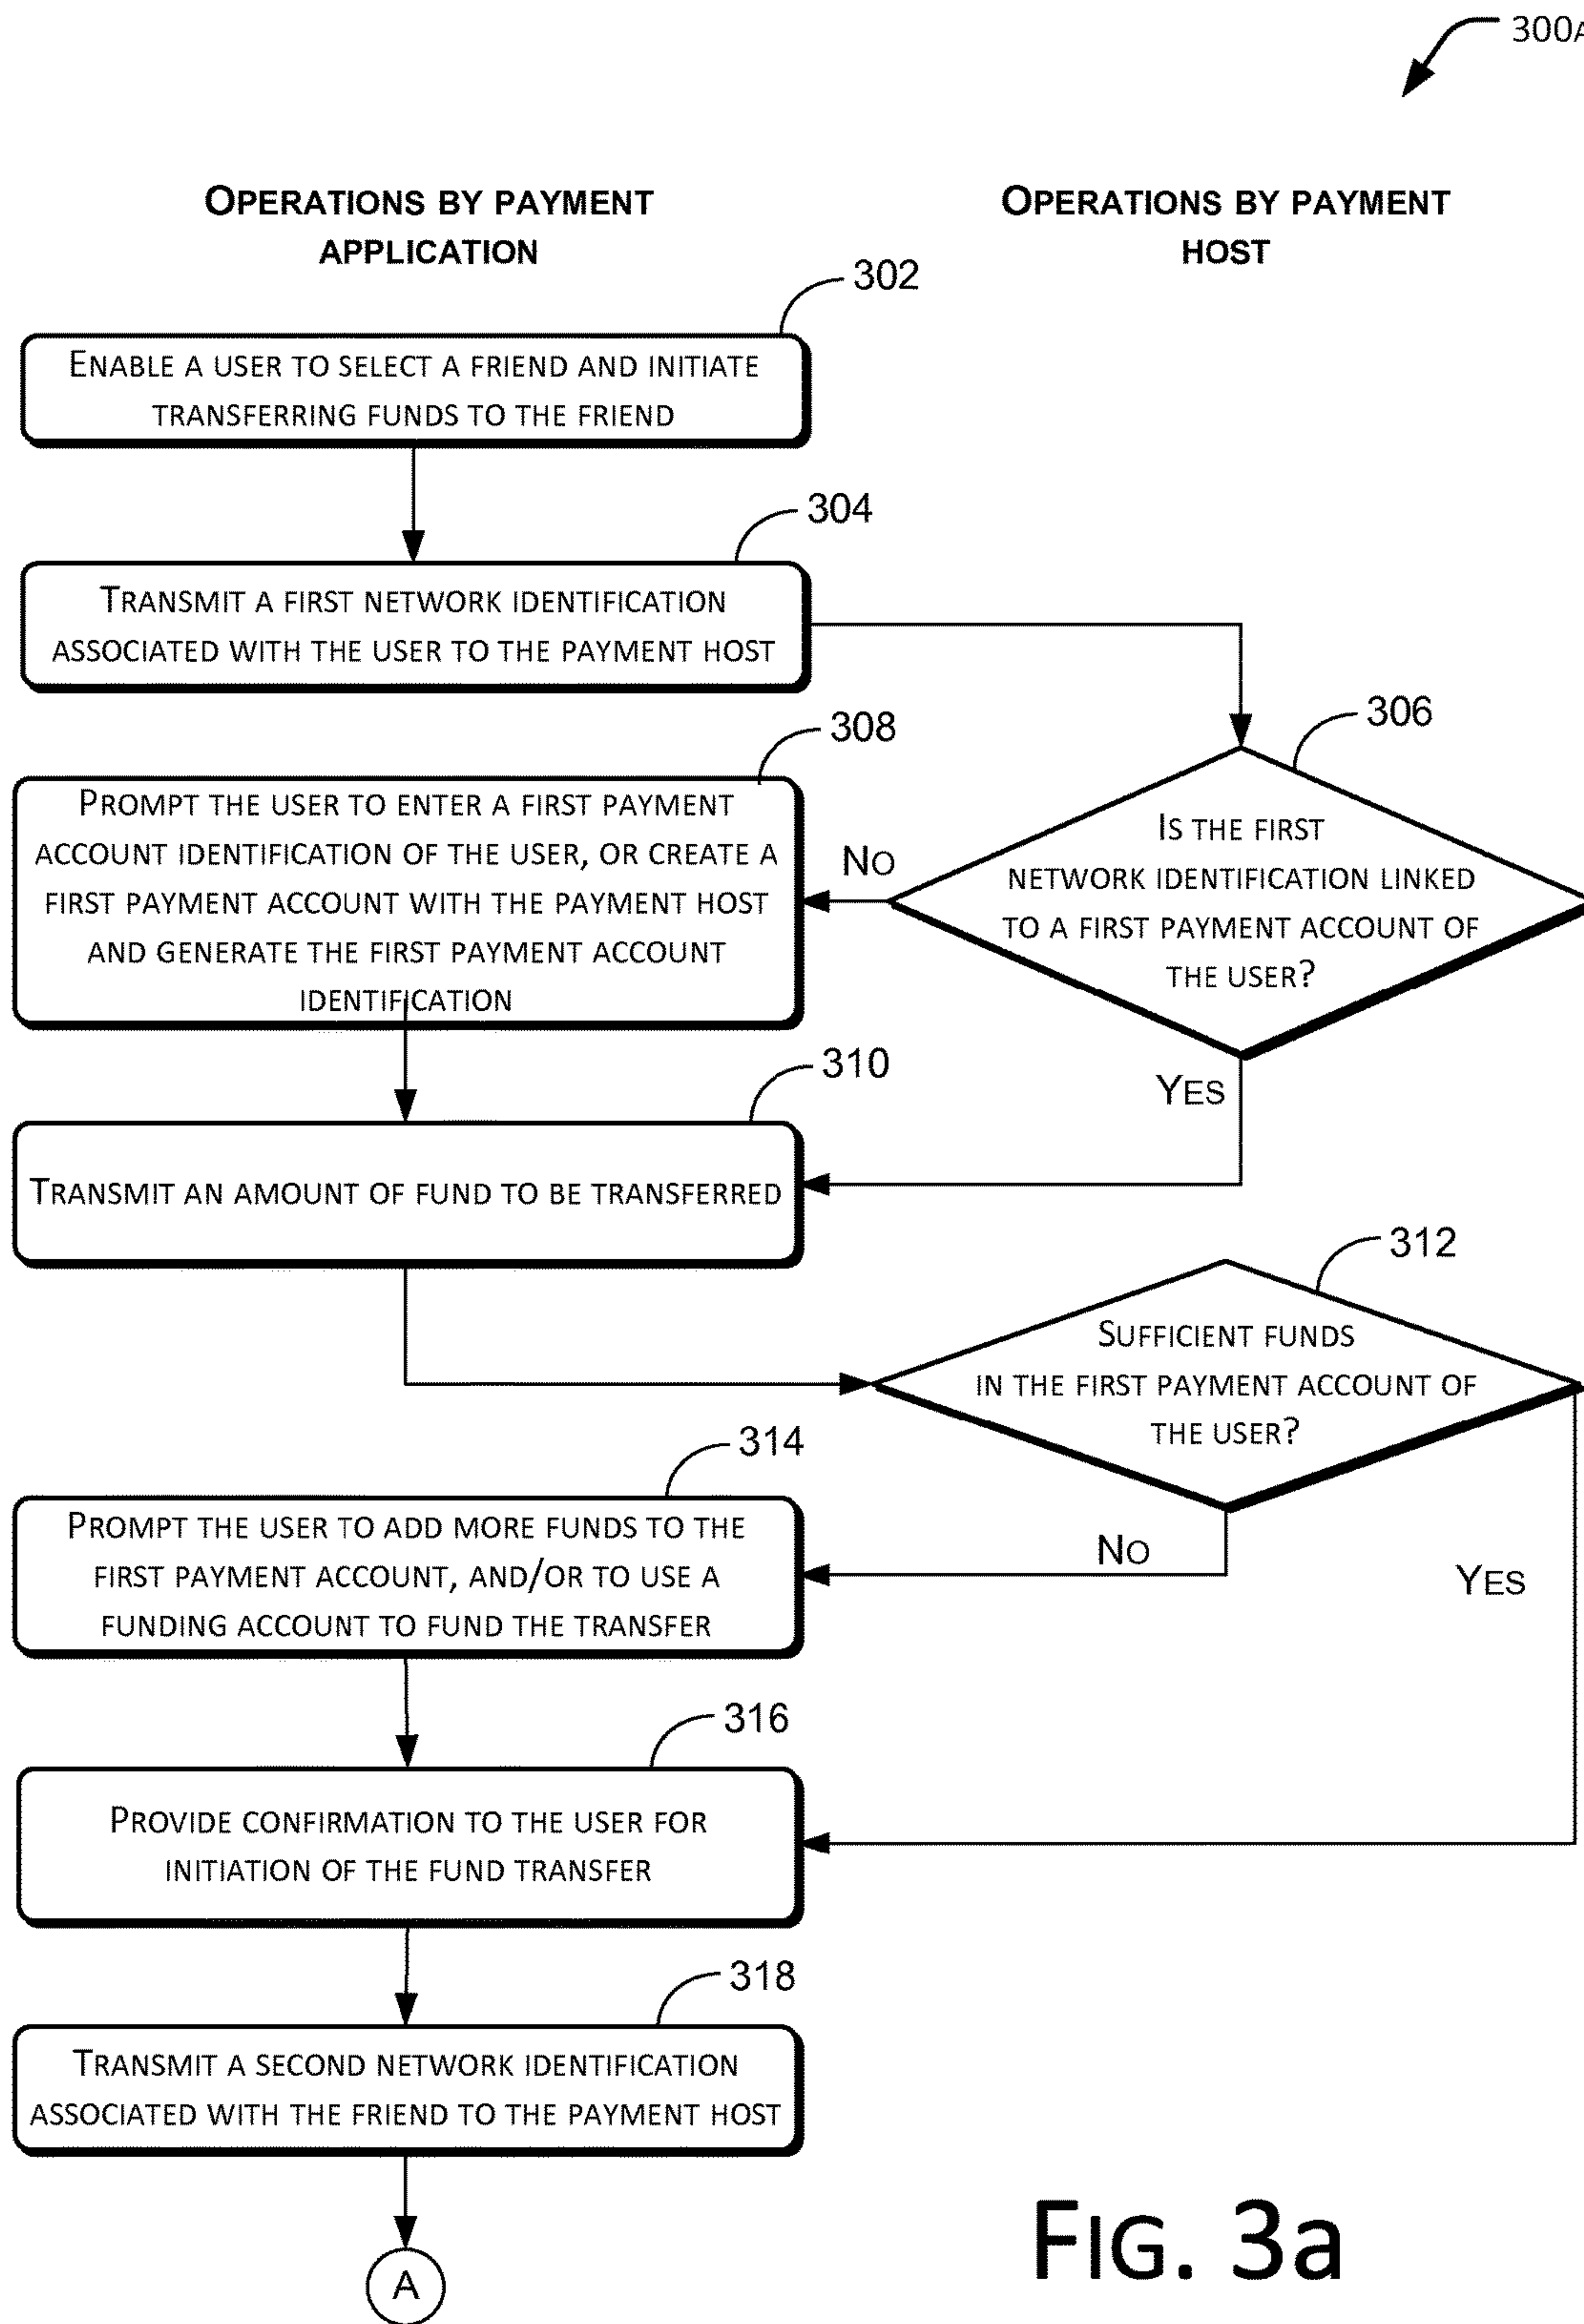 300A
OPERATIONS BY PAYMENT
APPLICATION
OPERATIONS BY PAYMENT
HOST
302
ENABLE A USER TO SELECT A FRIEND AND INITIATE
TRANSFERRING FUNDS TO THE FRIEND
304
TRANSMIT A FIRST NETWORK IDENTIFICATION
ASSOCIATED WITH THE USER TO THE PAYMENT HOST
306
IS THE FIRST
NETWORK IDENTIFICATION LINKED
TO A FIRST PAYMENT ACCOUNT OF
THE USER?
NO
YES
308
PROMPT THE USER TO ENTER A FIRST PAYMENT
ACCOUNT IDENTIFICATION OF THE USER, OR CREATE A
FIRST PAYMENT ACCOUNT WITH THE PAYMENT HOST
AND GENERATE THE FIRST PAYMENT ACCOUNT
IDENTIFICATION
310
TRANSMIT AN AMOUNT OF FUND TO BE TRANSFERRED
312
SUFFICIENT FUNDS
IN THE FIRST PAYMENT ACCOUNT OF
THE USER?
NO
YES
314
PROMPT THE USER TO ADD MORE FUNDS TO THE
FIRST PAYMENT ACCOUNT, AND/OR TO USE A
FUNDING ACCOUNT TO FUND THE TRANSFER
316
PROVIDE CONFIRMATION TO THE USER FOR
INITIATION OF THE FUND TRANSFER
318
TRANSMIT A SECOND NETWORK IDENTIFICATION
ASSOCIATED WITH THE FRIEND TO THE PAYMENT HOST
A
FIG. 3a